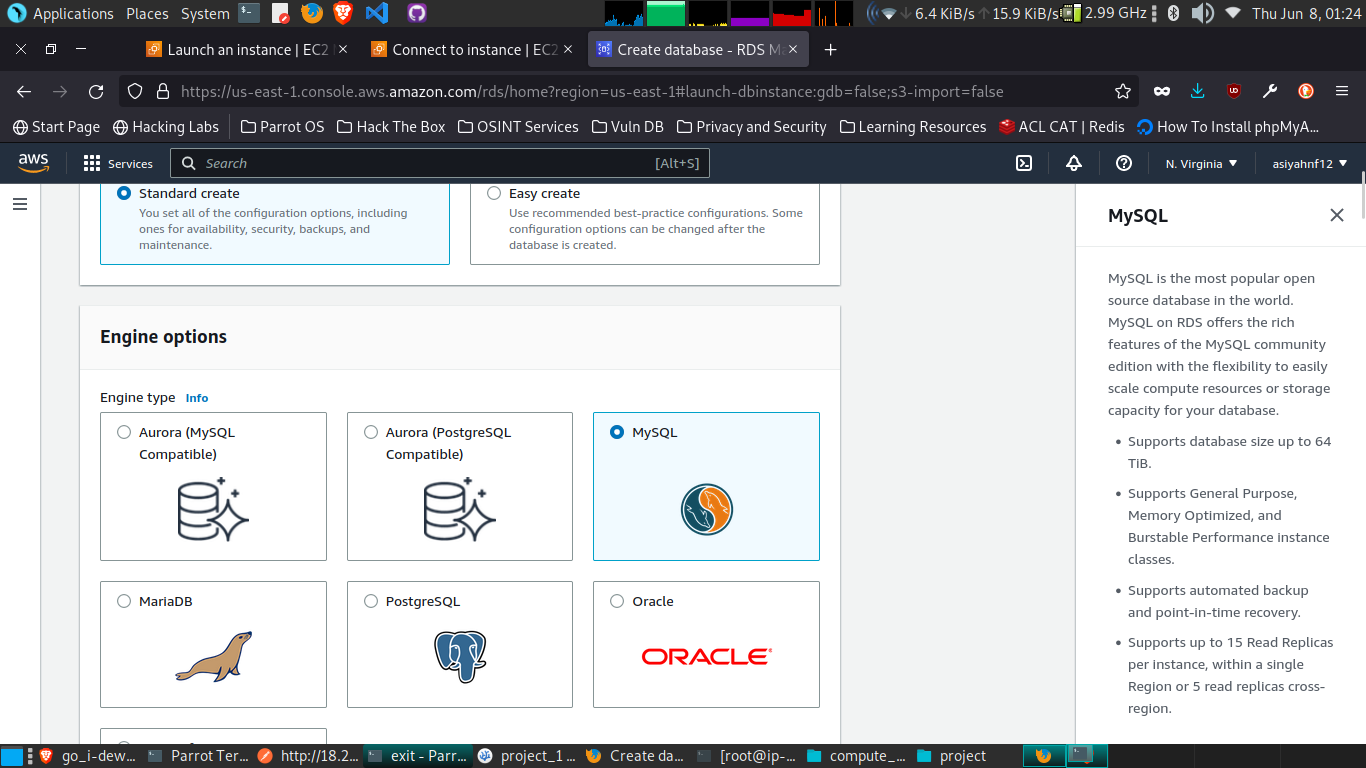 Applications Places System 6.4 KiB/s 15.9 KiB/s 2.99 GHz Thu Jun 8, 01:24
Launch an instance | EC2 Connect to instance | EC2 Create database - RDS M
https://us-east-1.console.aws.amazon.com/rds/home?region=us-east-1#launch-dbinstance:gdb=false;s3-import=false
Start Page Hacking Labs Parrot OS Hack The Box OSINT Services Vuln DB Privacy and Security Learning Resources ACL CAT | Redis How To Install phpMyA...
aws Services Search [Alt+S] N. Virginia asiyahnf12
Standard create
You set all of the configuration options, including
ones for availability, security, backups, and
maintenance.
Easy create
Use recommended best-practice configurations. Some
configuration options can be changed after the
database is created.
Engine options
Engine type Info
Aurora (MySQL
Compatible)
Aurora (PostgreSQL
Compatible)
MySQL
MariaDB
PostgreSQL
Oracle
ORACLE
MySQL
MySQL is the most popular open
source database in the world.
MySQL on RDS offers the rich
features of the MySQL community
edition with the flexibility to easily
scale compute resources or storage
capacity for your database.
• Supports database size up to 64
TiB.
• Supports General Purpose,
Memory Optimized, and
Burstable Performance instance
classes.
• Supports automated backup
and point-in-time recovery.
• Supports up to 15 Read Replicas
per instance, within a single
Region or 5 read replicas cross-
region.
go_i-dew... Parrot Ter... http://18.2... exit - Parr... project_1 ... Create da... [root@ip-... compute_... project